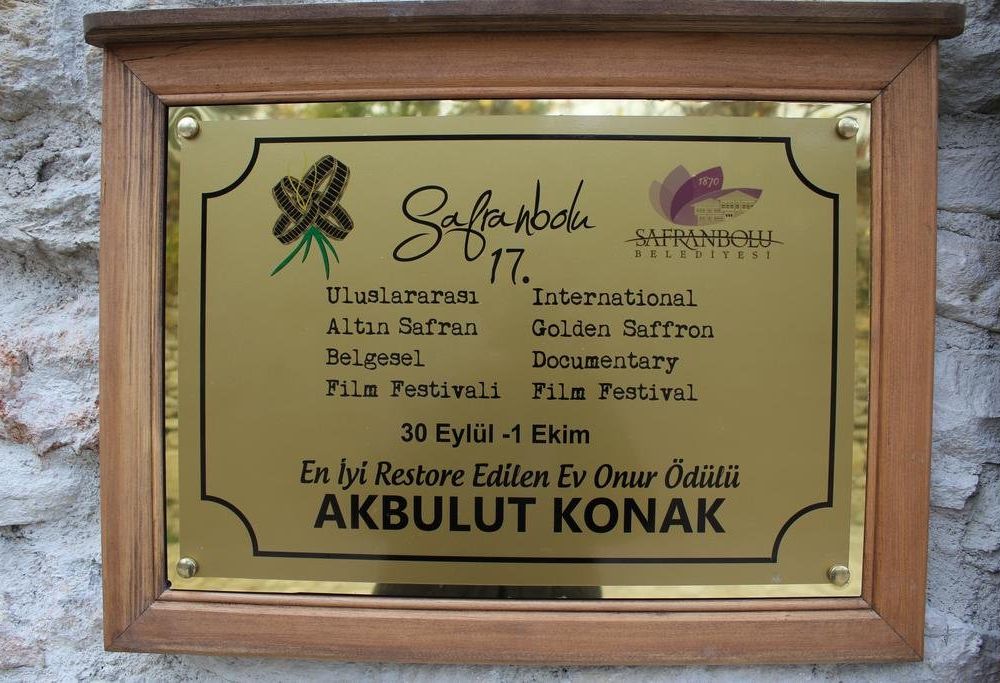 Safranbolu
17.
1870
SAFRANBOLU
BELEDİYESİ
Uluslararası
Altın Safran
Belgesel
Film Festivali
International
Golden Saffron
Documentary
Film Festival
30 Eylül -1 Ekim
En İyi Restore Edilen Ev Onur Ödülü
AKBULUT KONAK